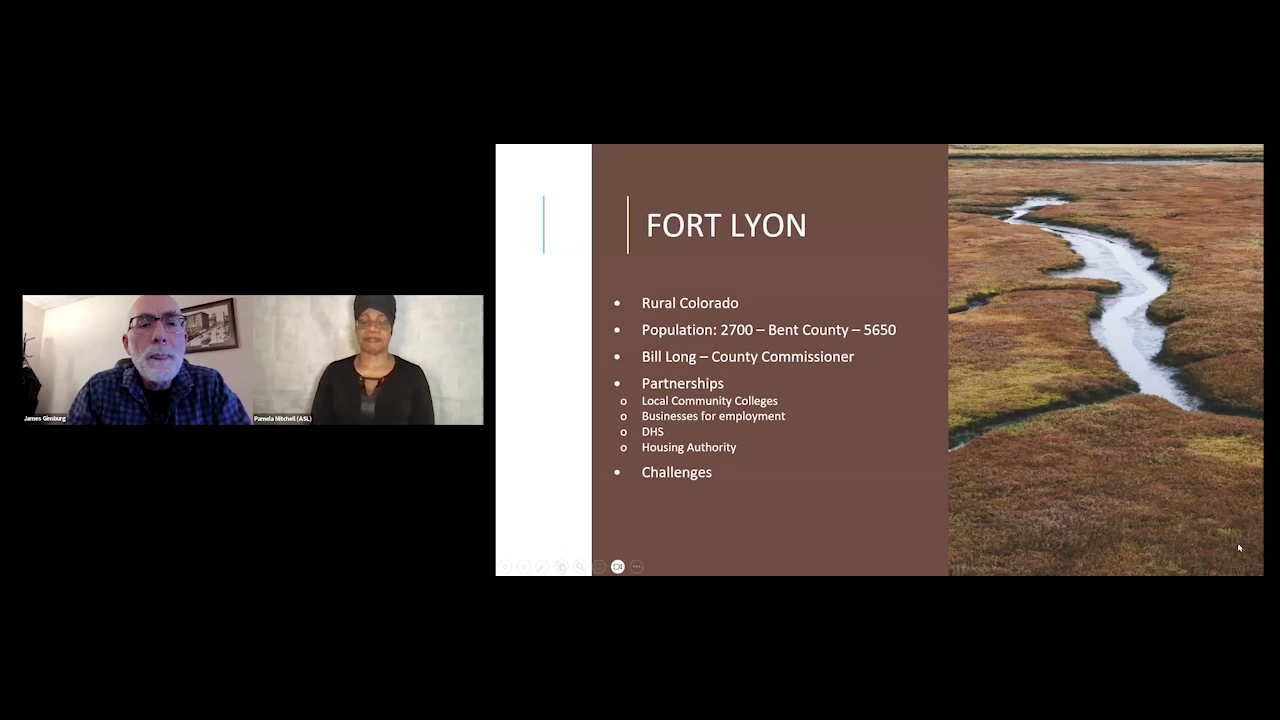 FORT LYON
• Rural Colorado
• Population: 2700 – Bent County – 5650
• Bill Long – County Commissioner
• Partnerships
o Local Community Colleges
o Businesses for employment
o DHS
o Housing Authority
• Challenges
James Ginsburg
Pamela Mitchell (ASL)